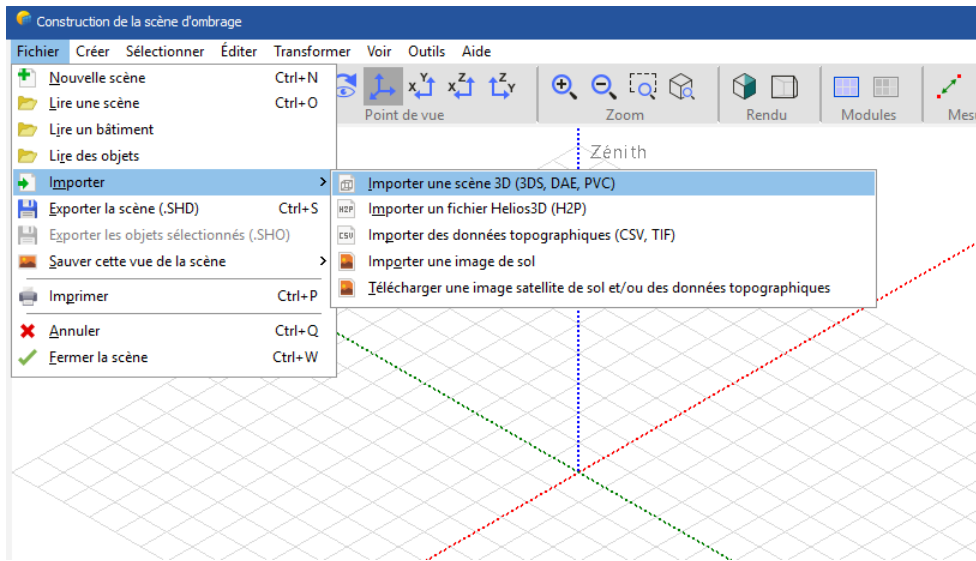 Construction de la scène d'ombrage
Fichier Créer Sélectionner Éditer Transformer Voir Outils Aide
Nouvelle scène Ctrl+N
Lire une scène Ctrl+O
Lire un bâtiment
Lire des objets
Importer >
Exporter la scène (.SHD) Ctrl+S
Exporter les objets sélectionnés (.SHO)
Sauver cette vue de la scène >
Imprimer Ctrl+P
Annuler Ctrl+Q
Fermer la scène Ctrl+W
X Y Z X Z Y
Point de vue Zoom Rendu Modules Mesu
Zénith
Importer une scène 3D (3DS, DAE, PVC)
H2P Importer un fichier Helios3D (H2P)
CSV Importer des données topographiques (CSV, TIF)
Importer une image de sol
Télécharger une image satellite de sol et/ou des données topographiques